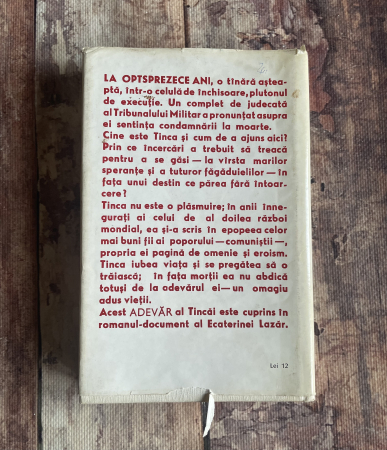 LA OPTSPREZECE ANI, o tînără aștea-
ptă, într-o celulă de închisoare, plutonul
de execuție. Un complet de judecată
al Tribunalului Militar a pronunțat asupra
ei sentința condamnării la moarte.
Cine este Tinca și cum de a ajuns aici?
Prin ce încercări a trebuit să treacă
pentru a se găsi — la vîrsta marilor
speranțe și a tuturor făgăduielilor — în
fața unui destin ce părea fără întoar-
cere?
Tinca nu este o plăsmuire; în anii înne-
gurați ai celui de al doilea război
mondial, ea și-a scris în epopeea celor
mai buni fii ai poporului — comuniștii —,
propria ei pagină de omenie și eroism.
Tinca iubea viața și se pregătea să o
trăiască; în fața morții ea nu abdică
totuși de la adevărul ei — un omagiu
adus vieții.
Acest ADEVĂR al Tincăi este cuprins în
romanul-document al Ecaterinei Lazăr.
Lei 12